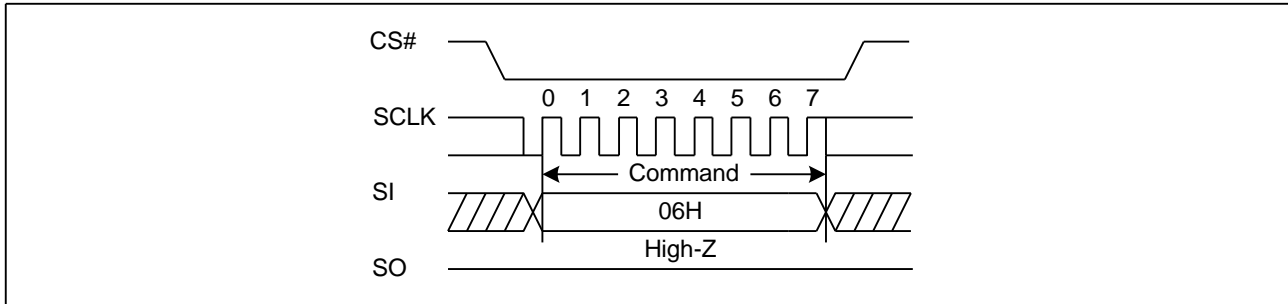 CS#
0 1 2 3 4 5 6 7
SCLK
Command
SI
06H
High-Z
SO